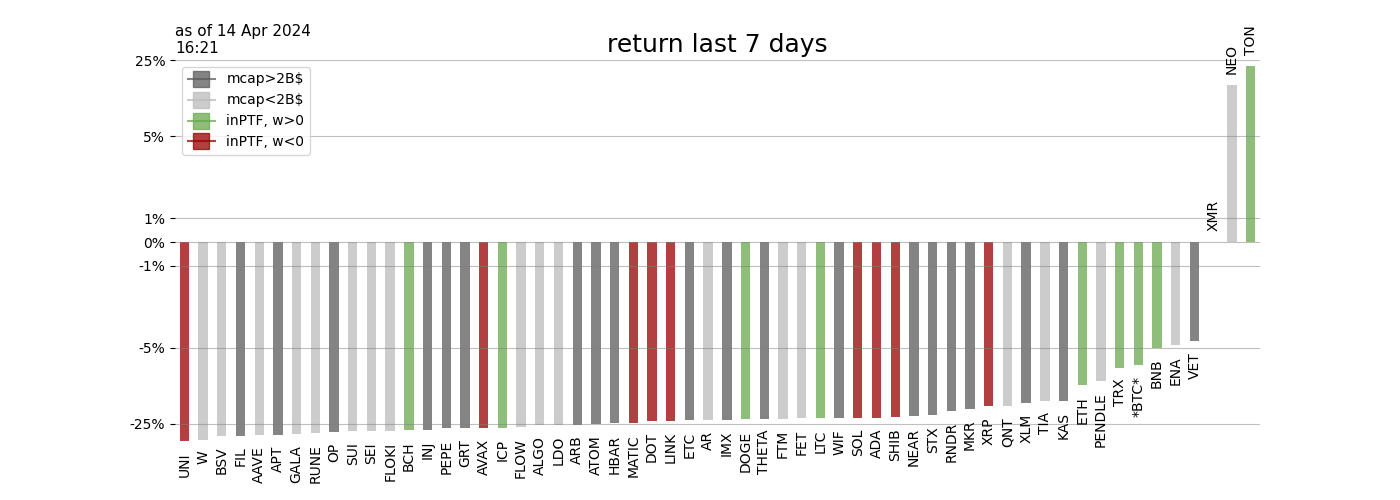 as of 14 Apr 2024
16:21
return last 7 days
25%
5%
1%
0%
-1%
-5%
-25%
mcap>2B$
mcap<2B$
inPTF, w>0
inPTF, w<0
UNI
W
BSV
FIL
AAVE
APT
GALA
RUNE
OP
SUI
SEI
FLOKI
BCH
INJ
PEPE
GRT
AVAX
ICP
FLOW
ALGO
LDO
ARB
ATOM
HBAR
MATIC
DOT
LINK
ETC
AR
IMX
DOGE
THETA
FTM
FET
LTC
WIF
SOL
ADA
SHIB
NEAR
STX
RNDR
MKR
XRP
QNT
XLM
TIA
KAS
ETH
PENDLE
TRX
*BTC*
BNB
ENA
VET
XMR
NEO
TON